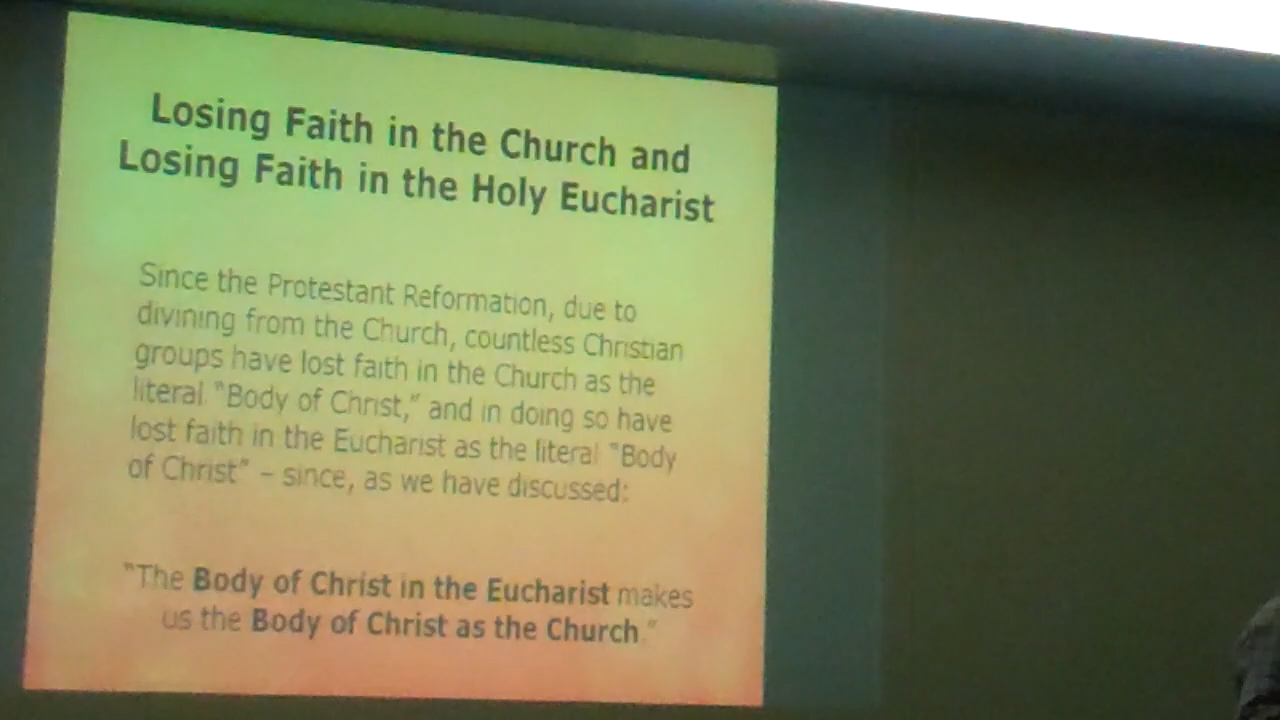 Losing Faith in the Church and
Losing Faith in the Holy Eucharist
Since the Protestant Reformation, due to
divining from the Church, countless Christian
groups have lost faith in the Church as the
literal "Body of Christ," and in doing so have
lost faith in the Eucharist as the literal "Body
of Christ" – since, as we have discussed:
"The Body of Christ in the Eucharist makes
us the Body of Christ as the Church."